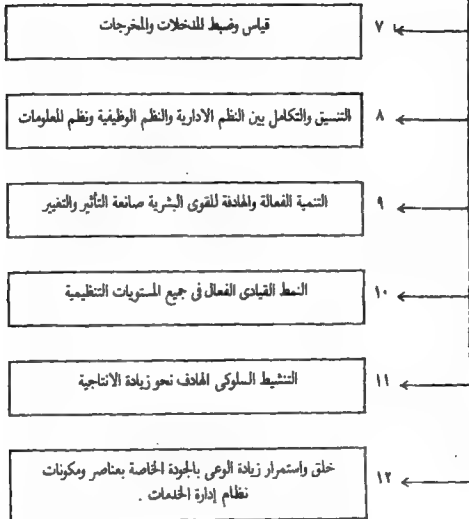 ٧ قياس وضبط المدخلات والمخرجات
٨ التنسيق والتكامل بين النظم الادارية والنظم الوظيفية ونظم المعلومات
٩ التنمية الفعالة والهادفة للقوى البشرية صانعة التأثير والتغيير
١٠ النمط القيادى الفعال فى جميع المستويات التنظيمية
١١ التنشيط السلوكى الهادف نحو زيادة الانتاجية
١٢ خلق واستمرار زيادة الوعى بالجودة الخاصة بعناصر ومكونات
نظام إدارة الخدمات .